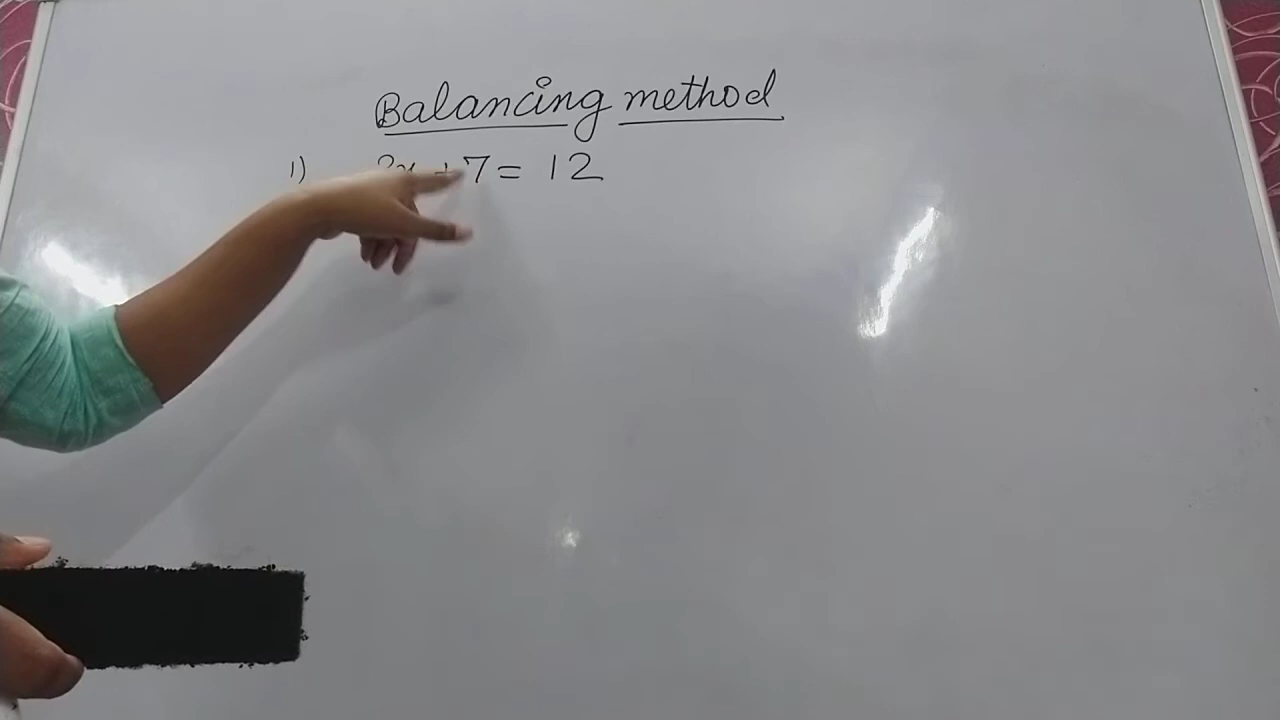 Balancing method
1) + 7 = 12